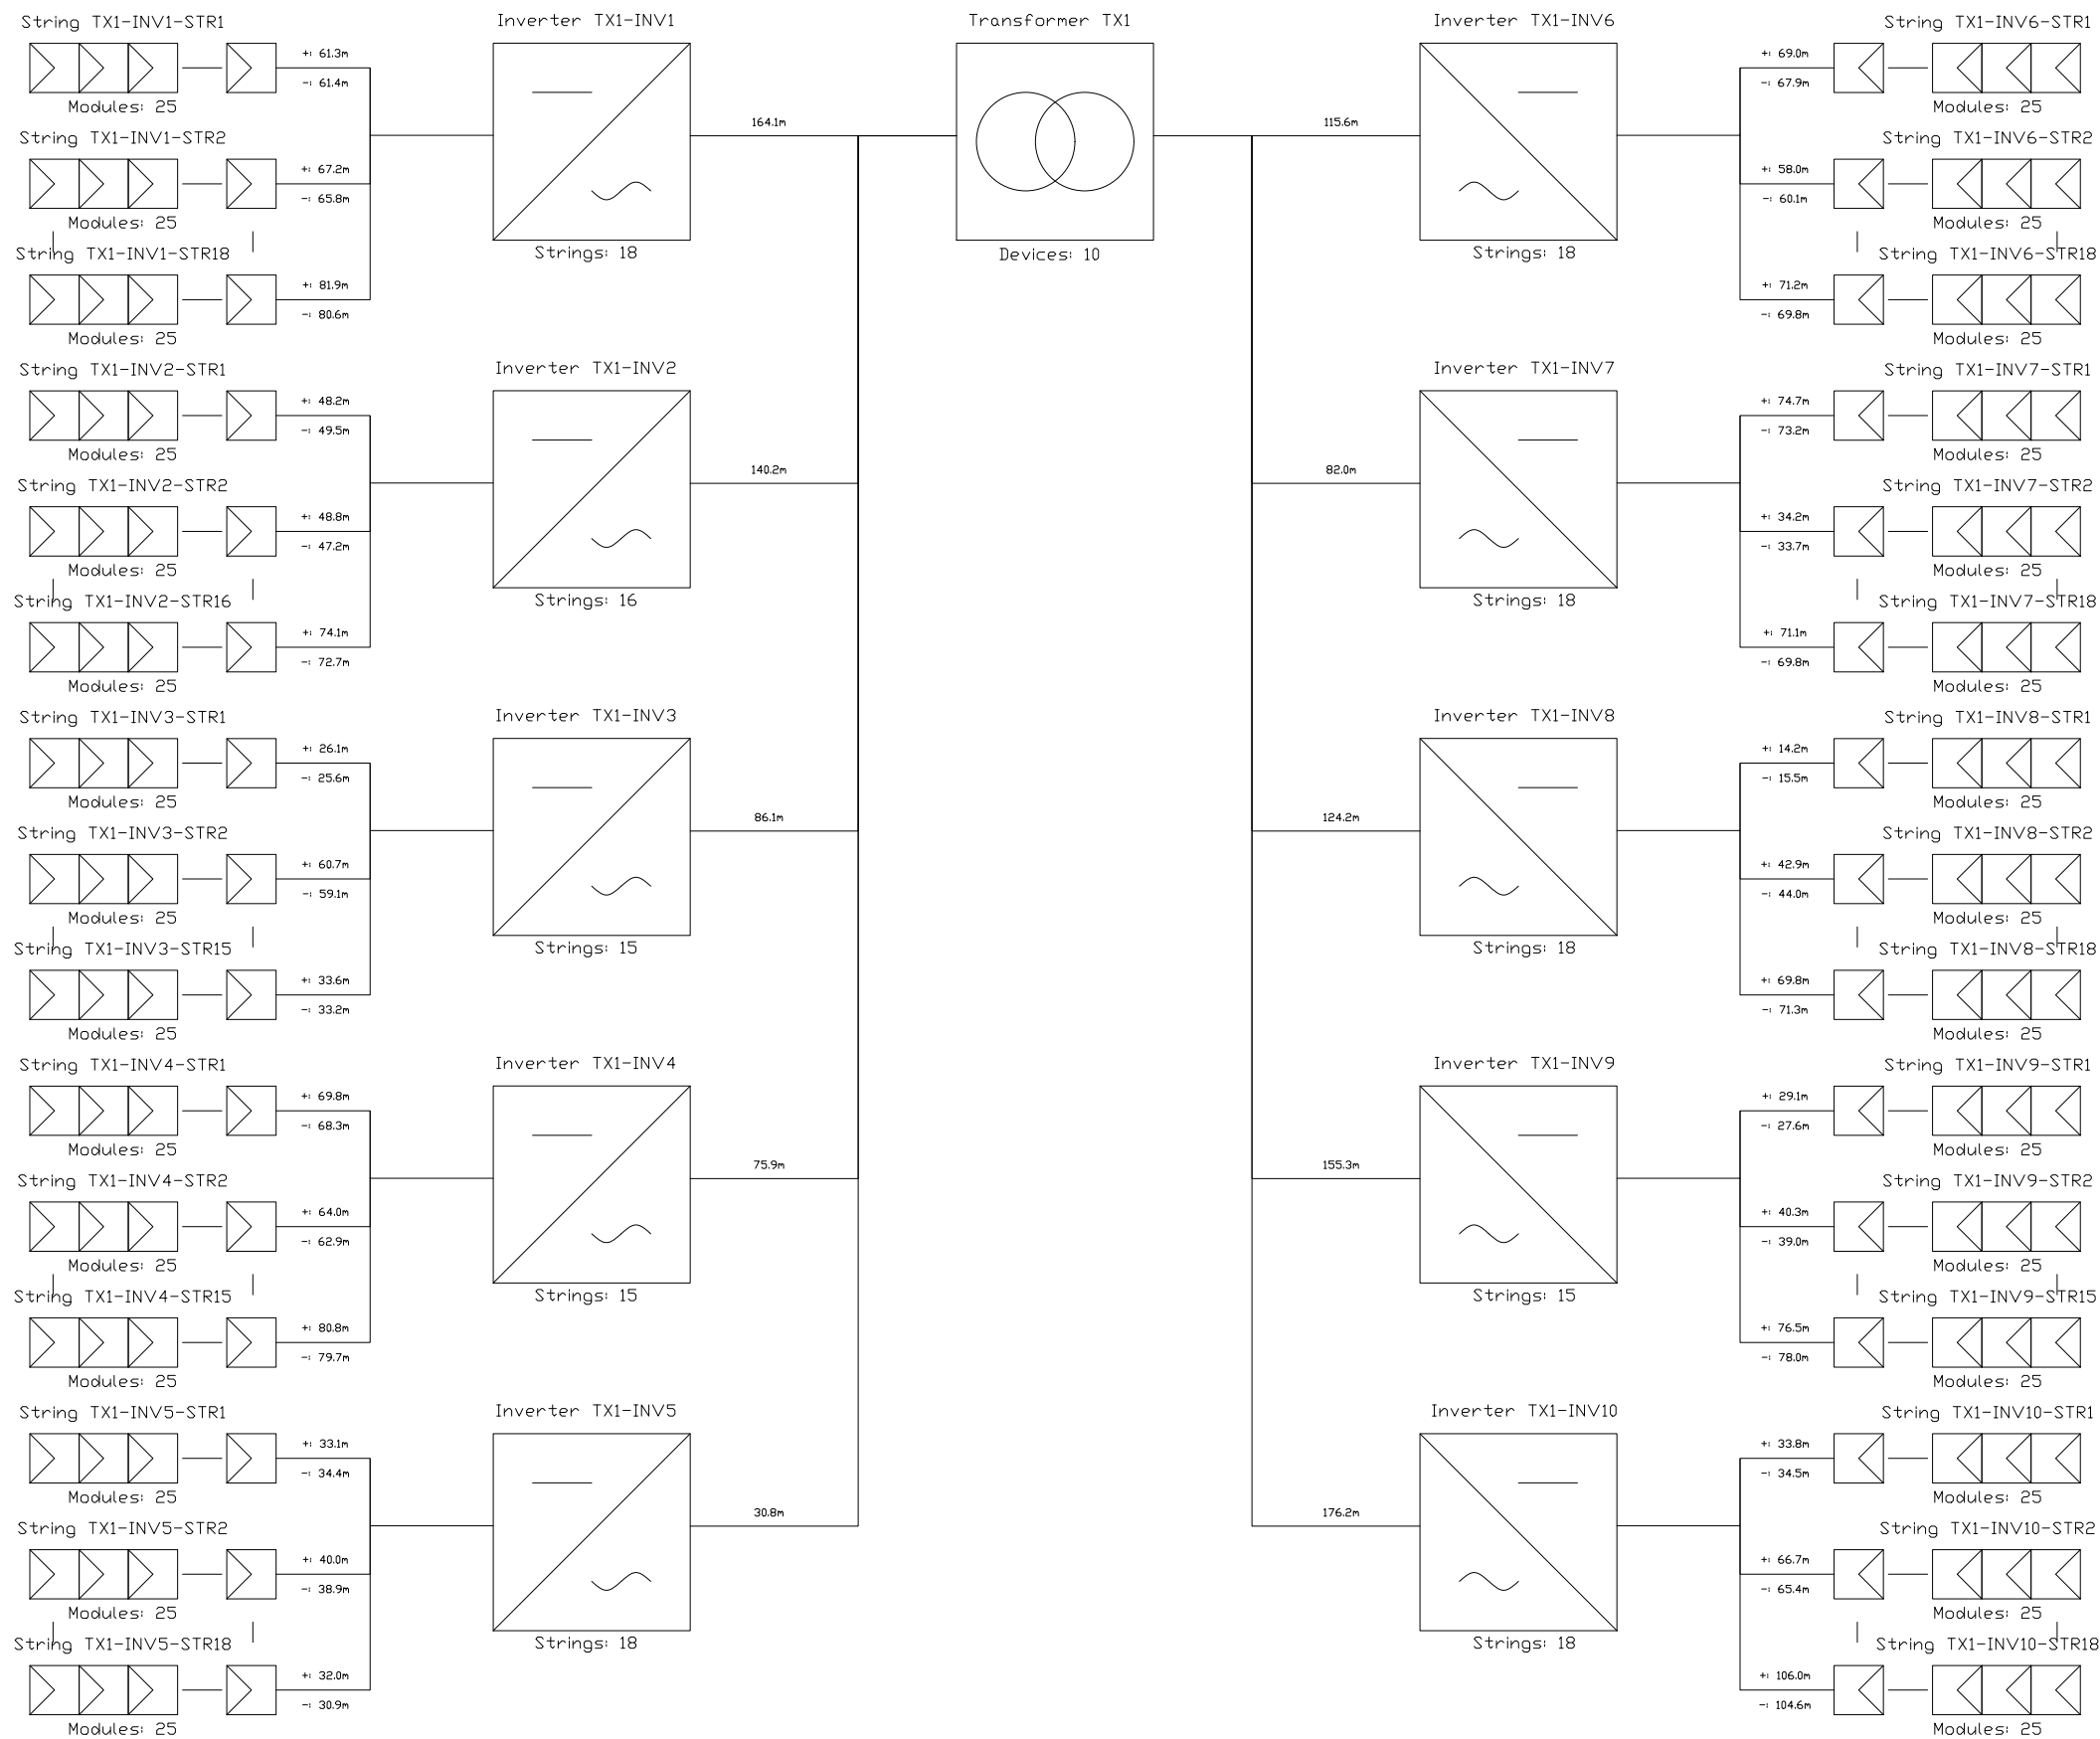 String TX1-INV1-STR1
+: 61.3m
-: 61.4m
Modules: 25
String TX1-INV1-STR2
+: 67.2m
-: 65.8m
Modules: 25
String TX1-INV1-STR18
+: 81.9m
-: 80.6m
Modules: 25
Inverter TX1-INV1
164.1m
Strings: 18
String TX1-INV2-STR1
+: 48.2m
-: 49.5m
Modules: 25
String TX1-INV2-STR2
+: 48.8m
-: 47.2m
Modules: 25
String TX1-INV2-STR16
+: 74.1m
-: 72.7m
Modules: 25
Inverter TX1-INV2
140.2m
Strings: 16
String TX1-INV3-STR1
+: 26.1m
-: 25.6m
Modules: 25
String TX1-INV3-STR2
+: 60.7m
-: 59.1m
Modules: 25
String TX1-INV3-STR15
+: 33.6m
-: 33.2m
Modules: 25
Inverter TX1-INV3
86.1m
Strings: 15
String TX1-INV4-STR1
+: 69.8m
-: 68.3m
Modules: 25
String TX1-INV4-STR2
+: 64.0m
-: 62.9m
Modules: 25
String TX1-INV4-STR15
+: 80.8m
-: 79.7m
Modules: 25
Inverter TX1-INV4
75.9m
Strings: 15
String TX1-INV5-STR1
+: 33.1m
-: 34.4m
Modules: 25
String TX1-INV5-STR2
+: 40.0m
-: 38.9m
Modules: 25
String TX1-INV5-STR18
+: 32.0m
-: 30.9m
Modules: 25
Inverter TX1-INV5
30.8m
Strings: 18
Transformer TX1
Devices: 10
Inverter TX1-INV6
115.6m
Strings: 18
String TX1-INV6-STR1
+: 69.0m
-: 67.9m
Modules: 25
String TX1-INV6-STR2
+: 58.0m
-: 60.1m
Modules: 25
String TX1-INV6-STR18
+: 71.2m
-: 69.8m
Modules: 25
Inverter TX1-INV7
82.0m
Strings: 18
String TX1-INV7-STR1
+: 74.7m
-: 73.2m
Modules: 25
String TX1-INV7-STR2
+: 34.2m
-: 33.7m
Modules: 25
String TX1-INV7-STR18
+: 71.1m
-: 69.8m
Modules: 25
Inverter TX1-INV8
124.2m
Strings: 18
String TX1-INV8-STR1
+: 14.2m
-: 15.5m
Modules: 25
String TX1-INV8-STR2
+: 42.9m
-: 44.0m
Modules: 25
String TX1-INV8-STR18
+: 69.8m
-: 71.3m
Modules: 25
Inverter TX1-INV9
155.3m
Strings: 15
String TX1-INV9-STR1
+: 29.1m
-: 27.6m
Modules: 25
String TX1-INV9-STR2
+: 40.3m
-: 39.0m
Modules: 25
String TX1-INV9-STR15
+: 76.5m
-: 78.0m
Modules: 25
Inverter TX1-INV10
176.2m
Strings: 18
String TX1-INV10-STR1
+: 33.8m
-: 34.5m
Modules: 25
String TX1-INV10-STR2
+: 66.7m
-: 65.4m
Modules: 25
String TX1-INV10-STR18
+: 106.0m
-: 104.6m
Modules: 25